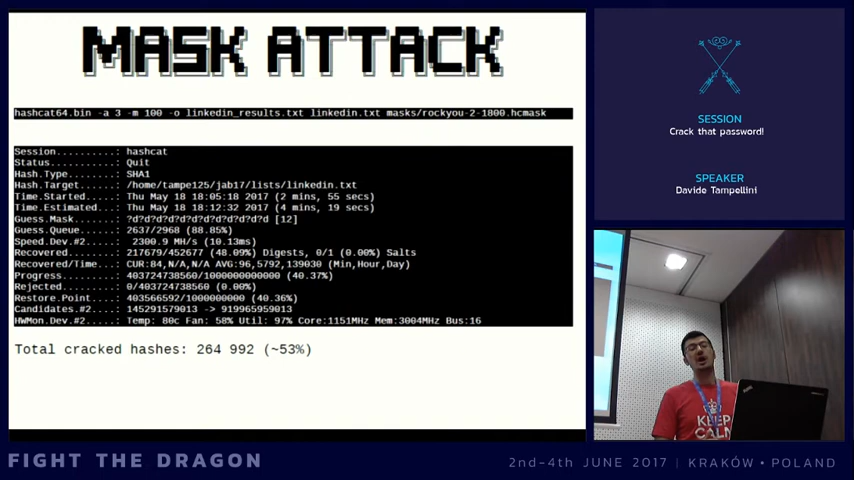 MASK ATTACK
hashcat64.bin -a 3 -m 100 -o linkedin_results.txt linkedin.txt masks/rockyou-2-1800.hcmask
Session..........: hashcat
Status...........: Quit
Hash.Type........: SHA1
Hash.Target......: /home/tampe125/jab17/lists/linkedin.txt
Time.Started.....: Thu May 18 18:05:18 2017 (2 mins, 55 secs)
Time.Estimated...: Thu May 18 18:12:32 2017 (4 mins, 19 secs)
Guess.Mask.......: ?d?d?d?d?d?d?d?d?d?d?d?d [12]
Guess.Queue......: 2637/2968 (88.85%)
Speed.Dev.#2.....: 2300.9 MH/s (10.13ms)
Recovered........: 217679/452677 (48.09%) Digests, 0/1 (0.00%) Salts
Recovered/Time...: CUR:84,N/A,N/A AVG:96,5792,139030 (Min,Hour,Day)
Progress.........: 403724738560/1000000000000 (40.37%)
Rejected.........: 0/403724738560 (0.00%)
Restore.Point....: 403566592/1000000000 (40.36%)
Candidates.#2....: 145291579013 -> 919965959013
HWMon.Dev.#2.....: Temp: 80c Fan: 58% Util: 97% Core:1151MHz Mem:3004MHz Bus:16
Total cracked hashes: 264 992 (~53%)
SESSION
Crack that password!
SPEAKER
Davide Tampellini
KEEP
CALM
FIGHT THE DRAGON
2nd-4th JUNE 2017 | KRAKÓW • POLAND